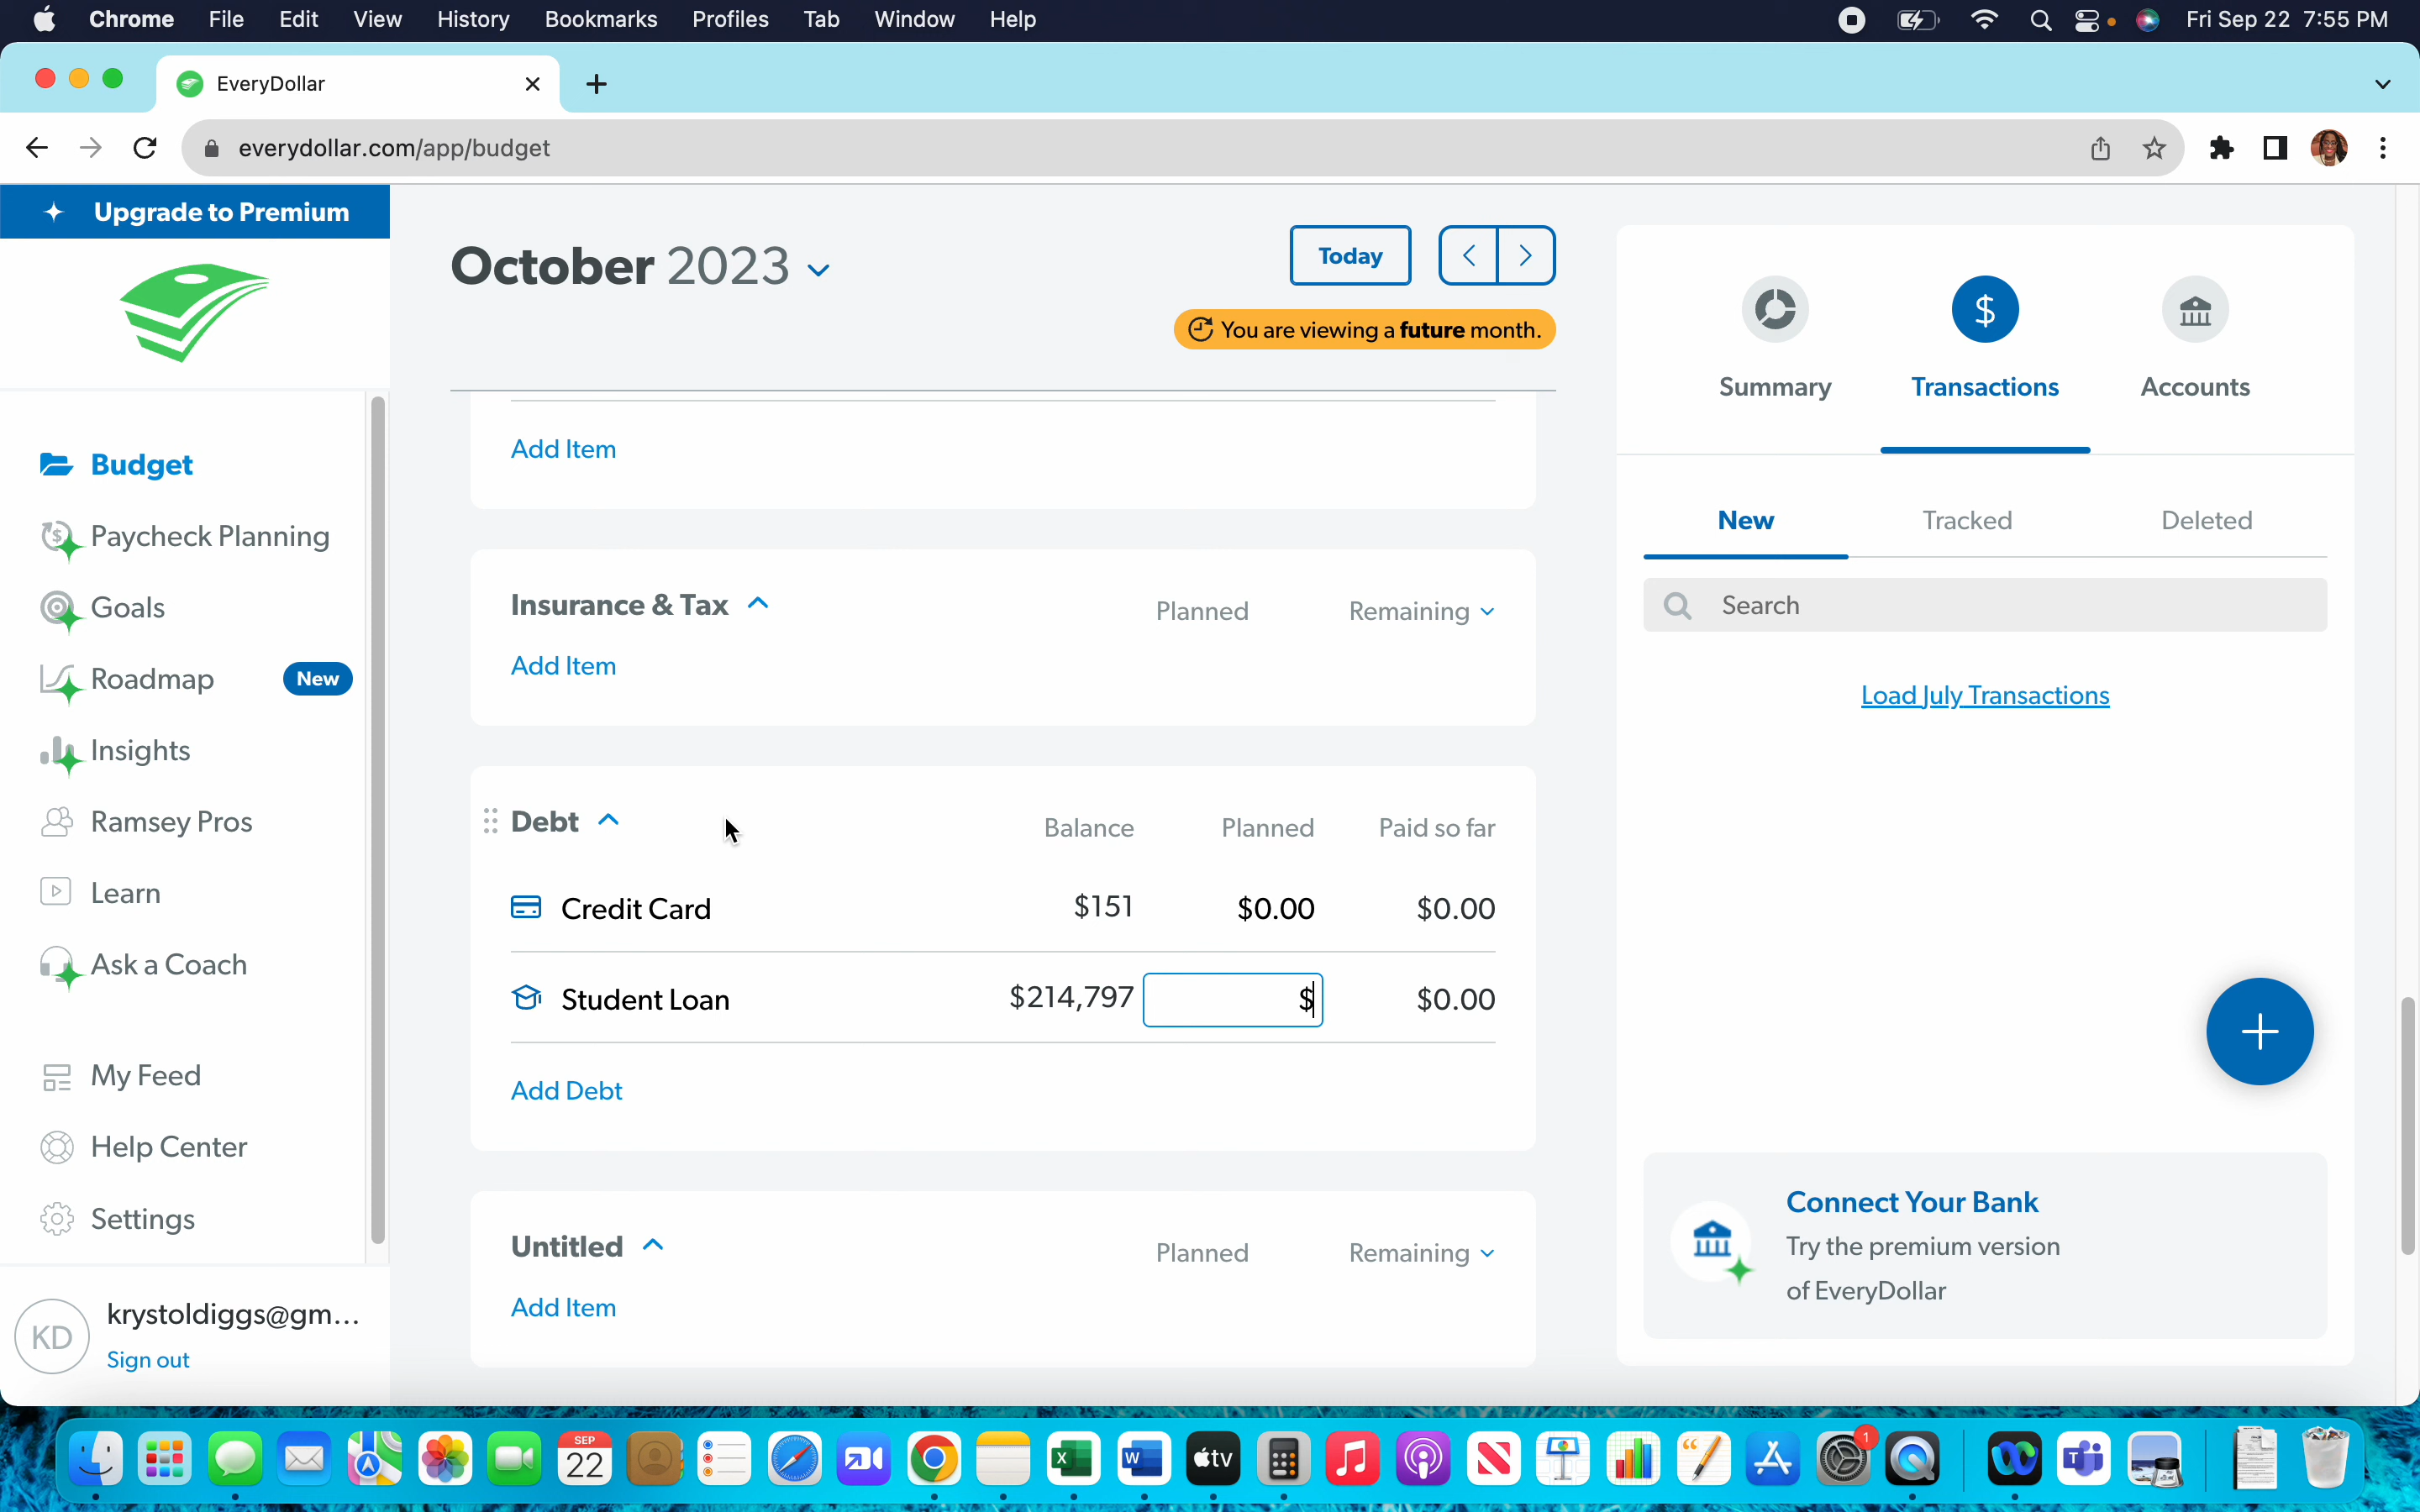 Chrome File Edit View History Bookmarks Profiles Tab Window Help Fri Sep 22 7:55 PM
EveryDollar
everydollar.com/app/budget
Upgrade to Premium
Budget
Paycheck Planning
Goals
Roadmap New
Insights
Ramsey Pros
Learn
Ask a Coach
My Feed
Help Center
Settings
KD krystoldiggs@gm...
Sign out
October 2023
Today
You are viewing a future month.
Add Item
Insurance & Tax Planned Remaining
Add Item
Debt Balance Planned Paid so far
Credit Card $151 $0.00 $0.00
Student Loan $214,797 $ $0.00
Add Debt
Untitled Planned Remaining
Add Item
$
Summary Transactions Accounts
New Tracked Deleted
Search
Load July Transactions
Connect Your Bank
Try the premium version
of EveryDollar
SEP
22
X
W
tv
1
T